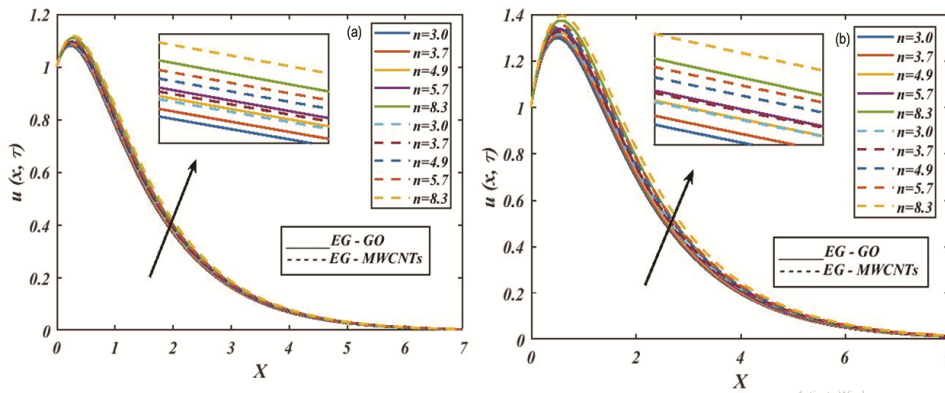 (a)
n=3.0
n=3.7
n=4.9
n=5.7
n=8.3
n=3.0
n=3.7
n=4.9
n=5.7
n=8.3
EG - GO
EG - MWCNTs
u (x, τ)
1.2
1
0.8
0.6
0.4
0.2
0
0 1 2 3 4 5 6 7
X
(b)
n=3.0
n=3.7
n=4.9
n=5.7
n=8.3
n=3.0
n=3.7
n=4.9
n=5.7
n=8.3
EG - GO
EG - MWCNTs
u (x, τ)
1.4
1.2
1
0.8
0.6
0.4
0.2
0
0 2 4 6
X